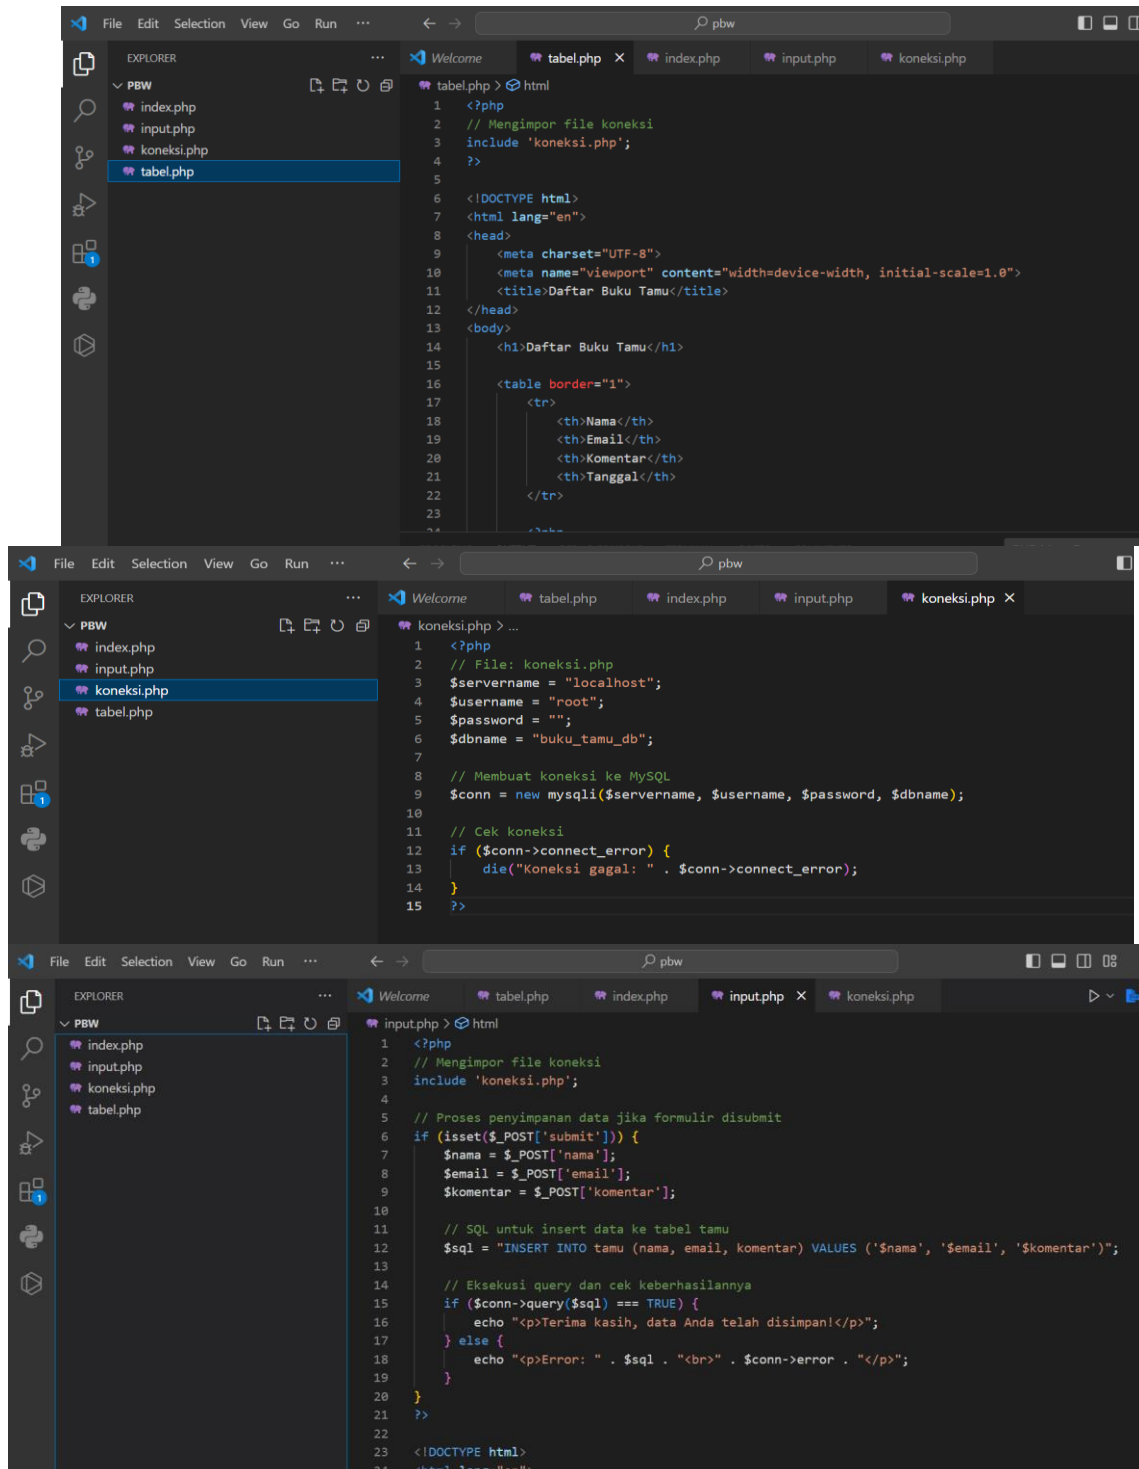 File Edit Selection View Go Run ··· ← → pbw
EXPLORER ··· Welcome tabel.php × index.php input.php koneksi.php
PBW tabel.php > html
index.php
input.php
koneksi.php
tabel.php
1 <?php
2 // Mengimpor file koneksi
3 include 'koneksi.php';
4 ?>
5
6 <!DOCTYPE html>
7 <html lang="en">
8 <head>
9 <meta charset="UTF-8">
10 <meta name="viewport" content="width=device-width, initial-scale=1.0">
11 <title>Daftar Buku Tamu</title>
12 </head>
13 <body>
14 <h1>Daftar Buku Tamu</h1>
15
16 <table border="1">
17 <tr>
18 <th>Nama</th>
19 <th>Email</th>
20 <th>Komentar</th>
21 <th>Tanggal</th>
22 </tr>
23
24 <?php
1
File Edit Selection View Go Run ··· ← → pbw
EXPLORER ··· Welcome tabel.php index.php input.php koneksi.php ×
PBW koneksi.php > ...
index.php
input.php
koneksi.php
tabel.php
1 <?php
2 // File: koneksi.php
3 $servername = "localhost";
4 $username = "root";
5 $password = "";
6 $dbname = "buku_tamu_db";
7
8 // Membuat koneksi ke MySQL
9 $conn = new mysqli($servername, $username, $password, $dbname);
10
11 // Cek koneksi
12 if ($conn->connect_error) {
13 die("Koneksi gagal: " . $conn->connect_error);
14 }
15 ?>
1
File Edit Selection View Go Run ··· ← → pbw
EXPLORER ··· Welcome tabel.php index.php input.php × koneksi.php
PBW input.php > html
index.php
input.php
koneksi.php
tabel.php
1 <?php
2 // Mengimpor file koneksi
3 include 'koneksi.php';
4
5 // Proses penyimpanan data jika formulir disubmit
6 if (isset($_POST['submit'])) {
7 $nama = $_POST['nama'];
8 $email = $_POST['email'];
9 $komentar = $_POST['komentar'];
10
11 // SQL untuk insert data ke tabel tamu
12 $sql = "INSERT INTO tamu (nama, email, komentar) VALUES ('$nama', '$email', '$komentar')";
13
14 // Eksekusi query dan cek keberhasilannya
15 if ($conn->query($sql) === TRUE) {
16 echo "<p>Terima kasih, data Anda telah disimpan!</p>";
17 } else {
18 echo "<p>Error: " . $sql . "<br>" . $conn->error . "</p>";
19 }
20 }
21 ?>
22
23 <!DOCTYPE html>
24 <html lang="en">
1